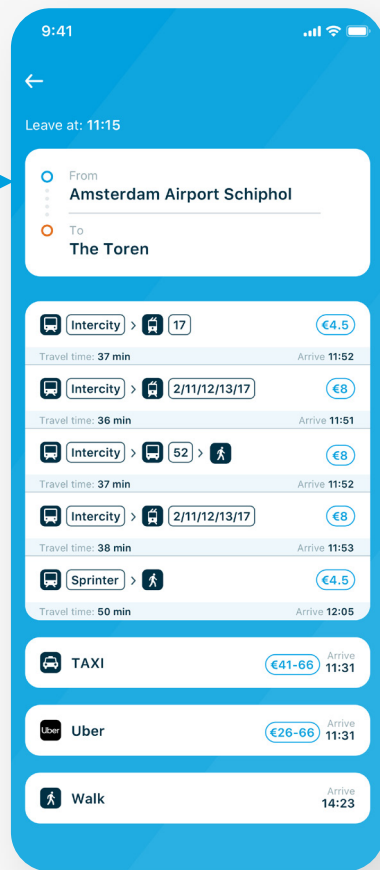 9:41
Leave at: 11:15
From
Amsterdam Airport Schiphol
To
The Toren
Intercity > 17 €4.5
Travel time: 37 min Arrive 11:52
Intercity > 2/11/12/13/17 €8
Travel time: 36 min Arrive 11:51
Intercity > 52 > €8
Travel time: 37 min Arrive 11:52
Intercity > 2/11/12/13/17 €8
Travel time: 38 min Arrive 11:53
Sprinter > €4.5
Travel time: 50 min Arrive 12:05
TAXI €41-66 Arrive 11:31
Uber Uber €26-66 Arrive 11:31
Walk Arrive 14:23